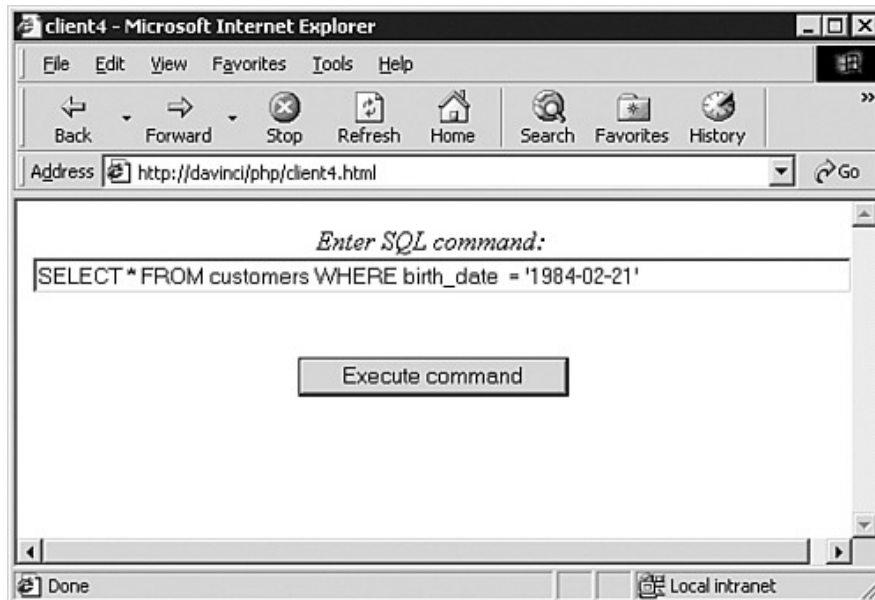 client4 - Microsoft Internet Explorer
File Edit View Favorites Tools Help
Back Forward Stop Refresh Home Search Favorites History »
Address http://davinci/php/client4.html Go
Enter SQL command:
SELECT * FROM customers WHERE birth_date = '1984-02-21'
Execute command
Done Local intranet